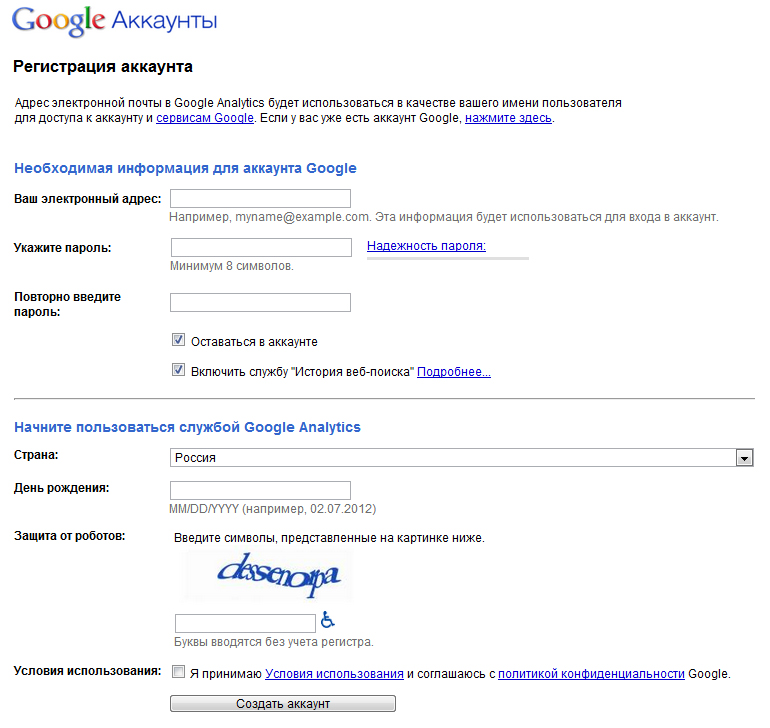 Google Аккаунты
Регистрация аккаунта
Адрес электронной почты в Google Analytics будет использоваться в качестве вашего имени пользователя
для доступа к аккаунту и сервисам Google. Если у вас уже есть аккаунт Google, нажмите здесь.
Необходимая информация для аккаунта Google
Ваш электронный адрес:
Например, myname@example.com. Эта информация будет использоваться для входа в аккаунт.
Укажите пароль: Надежность пароля:
Минимум 8 символов.
Повторно введите
пароль:
Оставаться в аккаунте
Включить службу "История веб-поиска" Подробнее...
Начните пользоваться службой Google Analytics
Страна: Россия
День рождения:
MM/DD/YYYY (например, 02.07.2012)
Защита от роботов: Введите символы, представленные на картинке ниже.
dessenorpa
Буквы вводятся без учета регистра.
Условия использования: Я принимаю Условия использования и соглашаюсь с политикой конфиденциальности Google.
Создать аккаунт